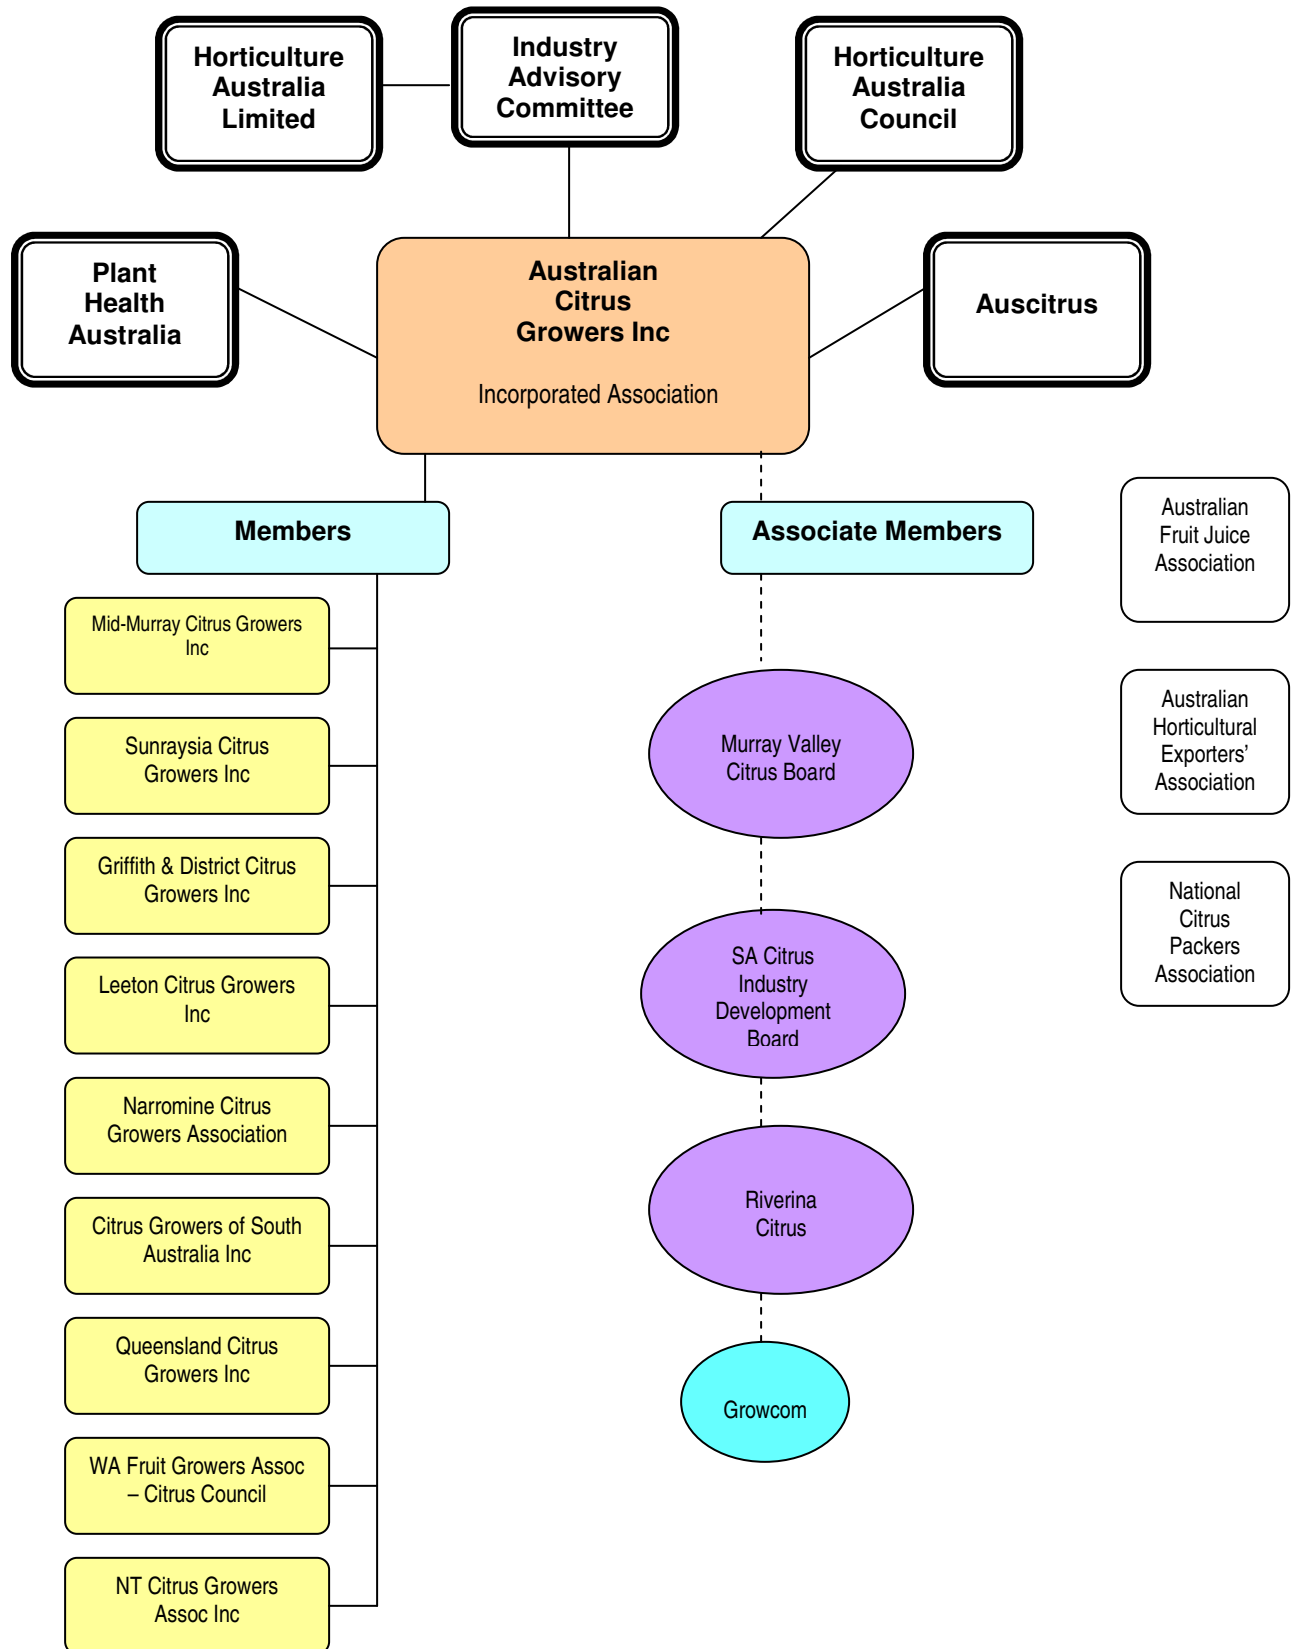 Horticulture
Australia
Limited
Industry
Advisory
Committee
Horticulture
Australia
Council
Plant
Health
Australia
Australian
Citrus
Growers Inc
Incorporated Association
Auscitrus
Members
Associate Members
Mid-Murray Citrus Growers
Inc
Sunraysia Citrus
Growers Inc
Griffith & District Citrus
Growers Inc
Leeton Citrus Growers
Inc
Narromine Citrus
Growers Association
Citrus Growers of South
Australia Inc
Queensland Citrus
Growers Inc
WA Fruit Growers Assoc
– Citrus Council
NT Citrus Growers
Assoc Inc
Murray Valley
Citrus Board
SA Citrus
Industry
Development
Board
Riverina
Citrus
Growcom
Australian
Fruit Juice
Association
Australian
Horticultural
Exporters’
Association
National
Citrus
Packers
Association